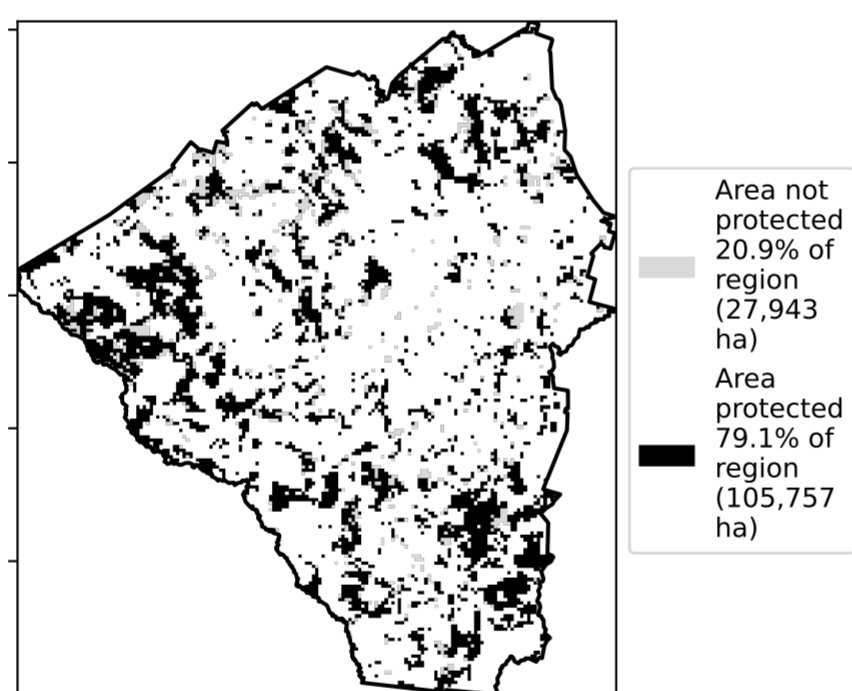 Area not
protected
20.9% of
region
(27,943
ha)
Area
protected
79.1% of
region
(105,757
ha)